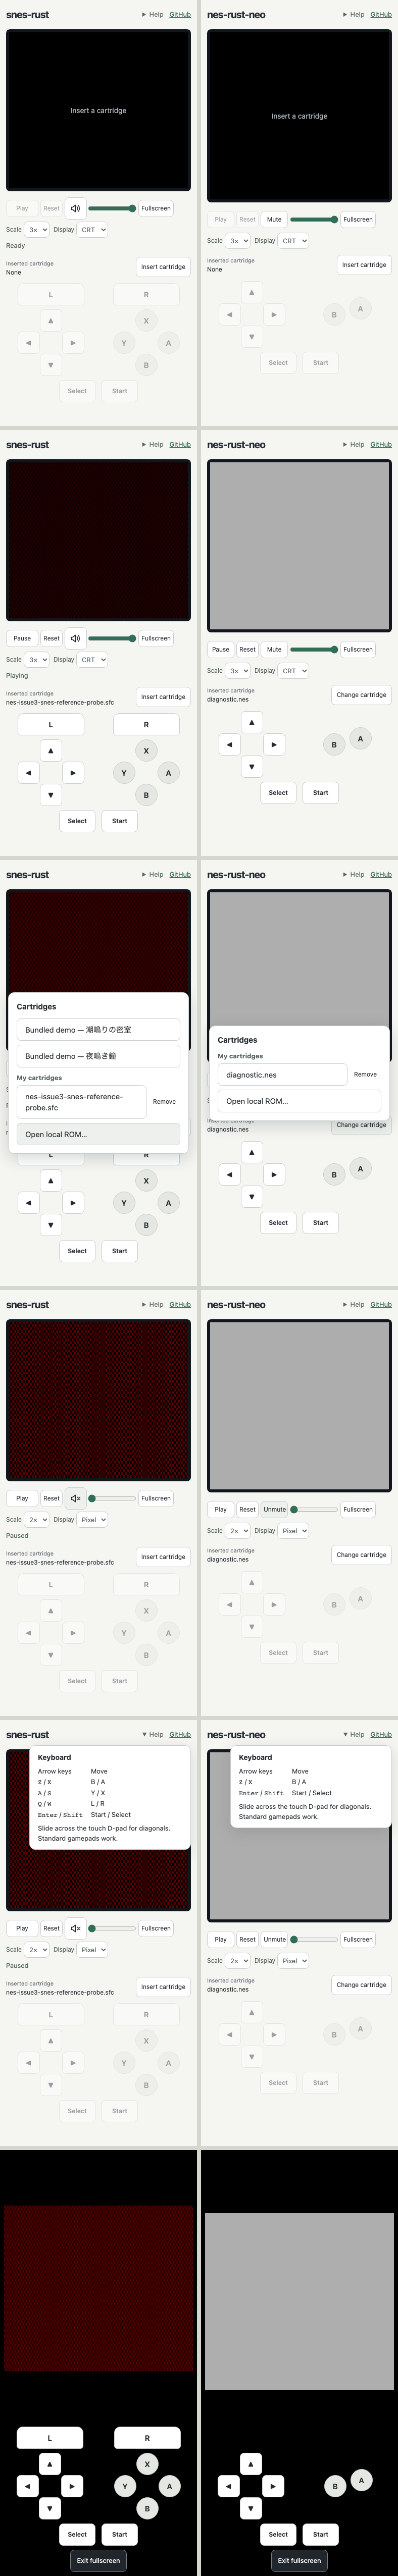 snes-rust ▶ Help GitHub
Insert a cartridge
Play Reset Fullscreen
Scale 3× Display CRT
Ready
Inserted cartridge
None
Insert cartridge
L R
▲ X
◀ ▶ Y A
▼ B
Select Start
nes-rust-neo ▶ Help GitHub
Insert a cartridge
Play Reset Mute Fullscreen
Scale 3× Display CRT
Inserted cartridge
None
Insert cartridge
▲
◀ ▶ B A
▼
Select Start
snes-rust ▶ Help GitHub
Pause Reset Fullscreen
Scale 3× Display CRT
Playing
Inserted cartridge
nes-issue3-snes-reference-probe.sfc
Insert cartridge
L R
▲ X
◀ ▶ Y A
▼ B
Select Start
nes-rust-neo ▶ Help GitHub
Pause Reset Mute Fullscreen
Scale 3× Display CRT
Inserted cartridge
diagnostic.nes
Change cartridge
▲
◀ ▶ B A
▼
Select Start
snes-rust ▶ Help GitHub
Cartridges
Bundled demo — 潮鳴りの密室
Bundled demo — 夜鳴き鐘
My cartridges
nes-issue3-snes-reference-
probe.sfc
Remove
Open local ROM...
L R
▲ X
◀ ▶ Y A
▼ B
Select Start
nes-rust-neo ▶ Help GitHub
Cartridges
My cartridges
diagnostic.nes Remove
Open local ROM...
diagnostic.nes
Change cartridge
▲
◀ ▶ B A
▼
Select Start
snes-rust ▶ Help GitHub
Play Reset Fullscreen
Scale 2× Display Pixel
Paused
Inserted cartridge
nes-issue3-snes-reference-probe.sfc
Insert cartridge
L R
▲ X
◀ ▶ Y A
▼ B
Select Start
nes-rust-neo ▶ Help GitHub
Play Reset Unmute Fullscreen
Scale 2× Display Pixel
Inserted cartridge
diagnostic.nes
Change cartridge
▲
◀ ▶ B A
▼
Select Start
snes-rust ▼ Help GitHub
Keyboard
Arrow keys Move
Z / X B / A
A / S Y / X
Q / W L / R
Enter / Shift Start / Select
Slide across the touch D-pad for diagonals.
Standard gamepads work.
Play Reset Fullscreen
Scale 2× Display Pixel
Paused
Inserted cartridge
nes-issue3-snes-reference-probe.sfc
Insert cartridge
L R
▲ X
◀ ▶ Y A
▼ B
Select Start
nes-rust-neo ▼ Help GitHub
Keyboard
Arrow keys Move
Z / X B / A
Enter / Shift Start / Select
Slide across the touch D-pad for diagonals.
Standard gamepads work.
Play Reset Unmute Fullscreen
Scale 2× Display Pixel
Inserted cartridge
diagnostic.nes
Change cartridge
▲
◀ ▶ B A
▼
Select Start
L R
▲ X
◀ ▶ Y A
▼ B
Select Start
Exit fullscreen
▲
◀ ▶ B A
▼
Select Start
Exit fullscreen